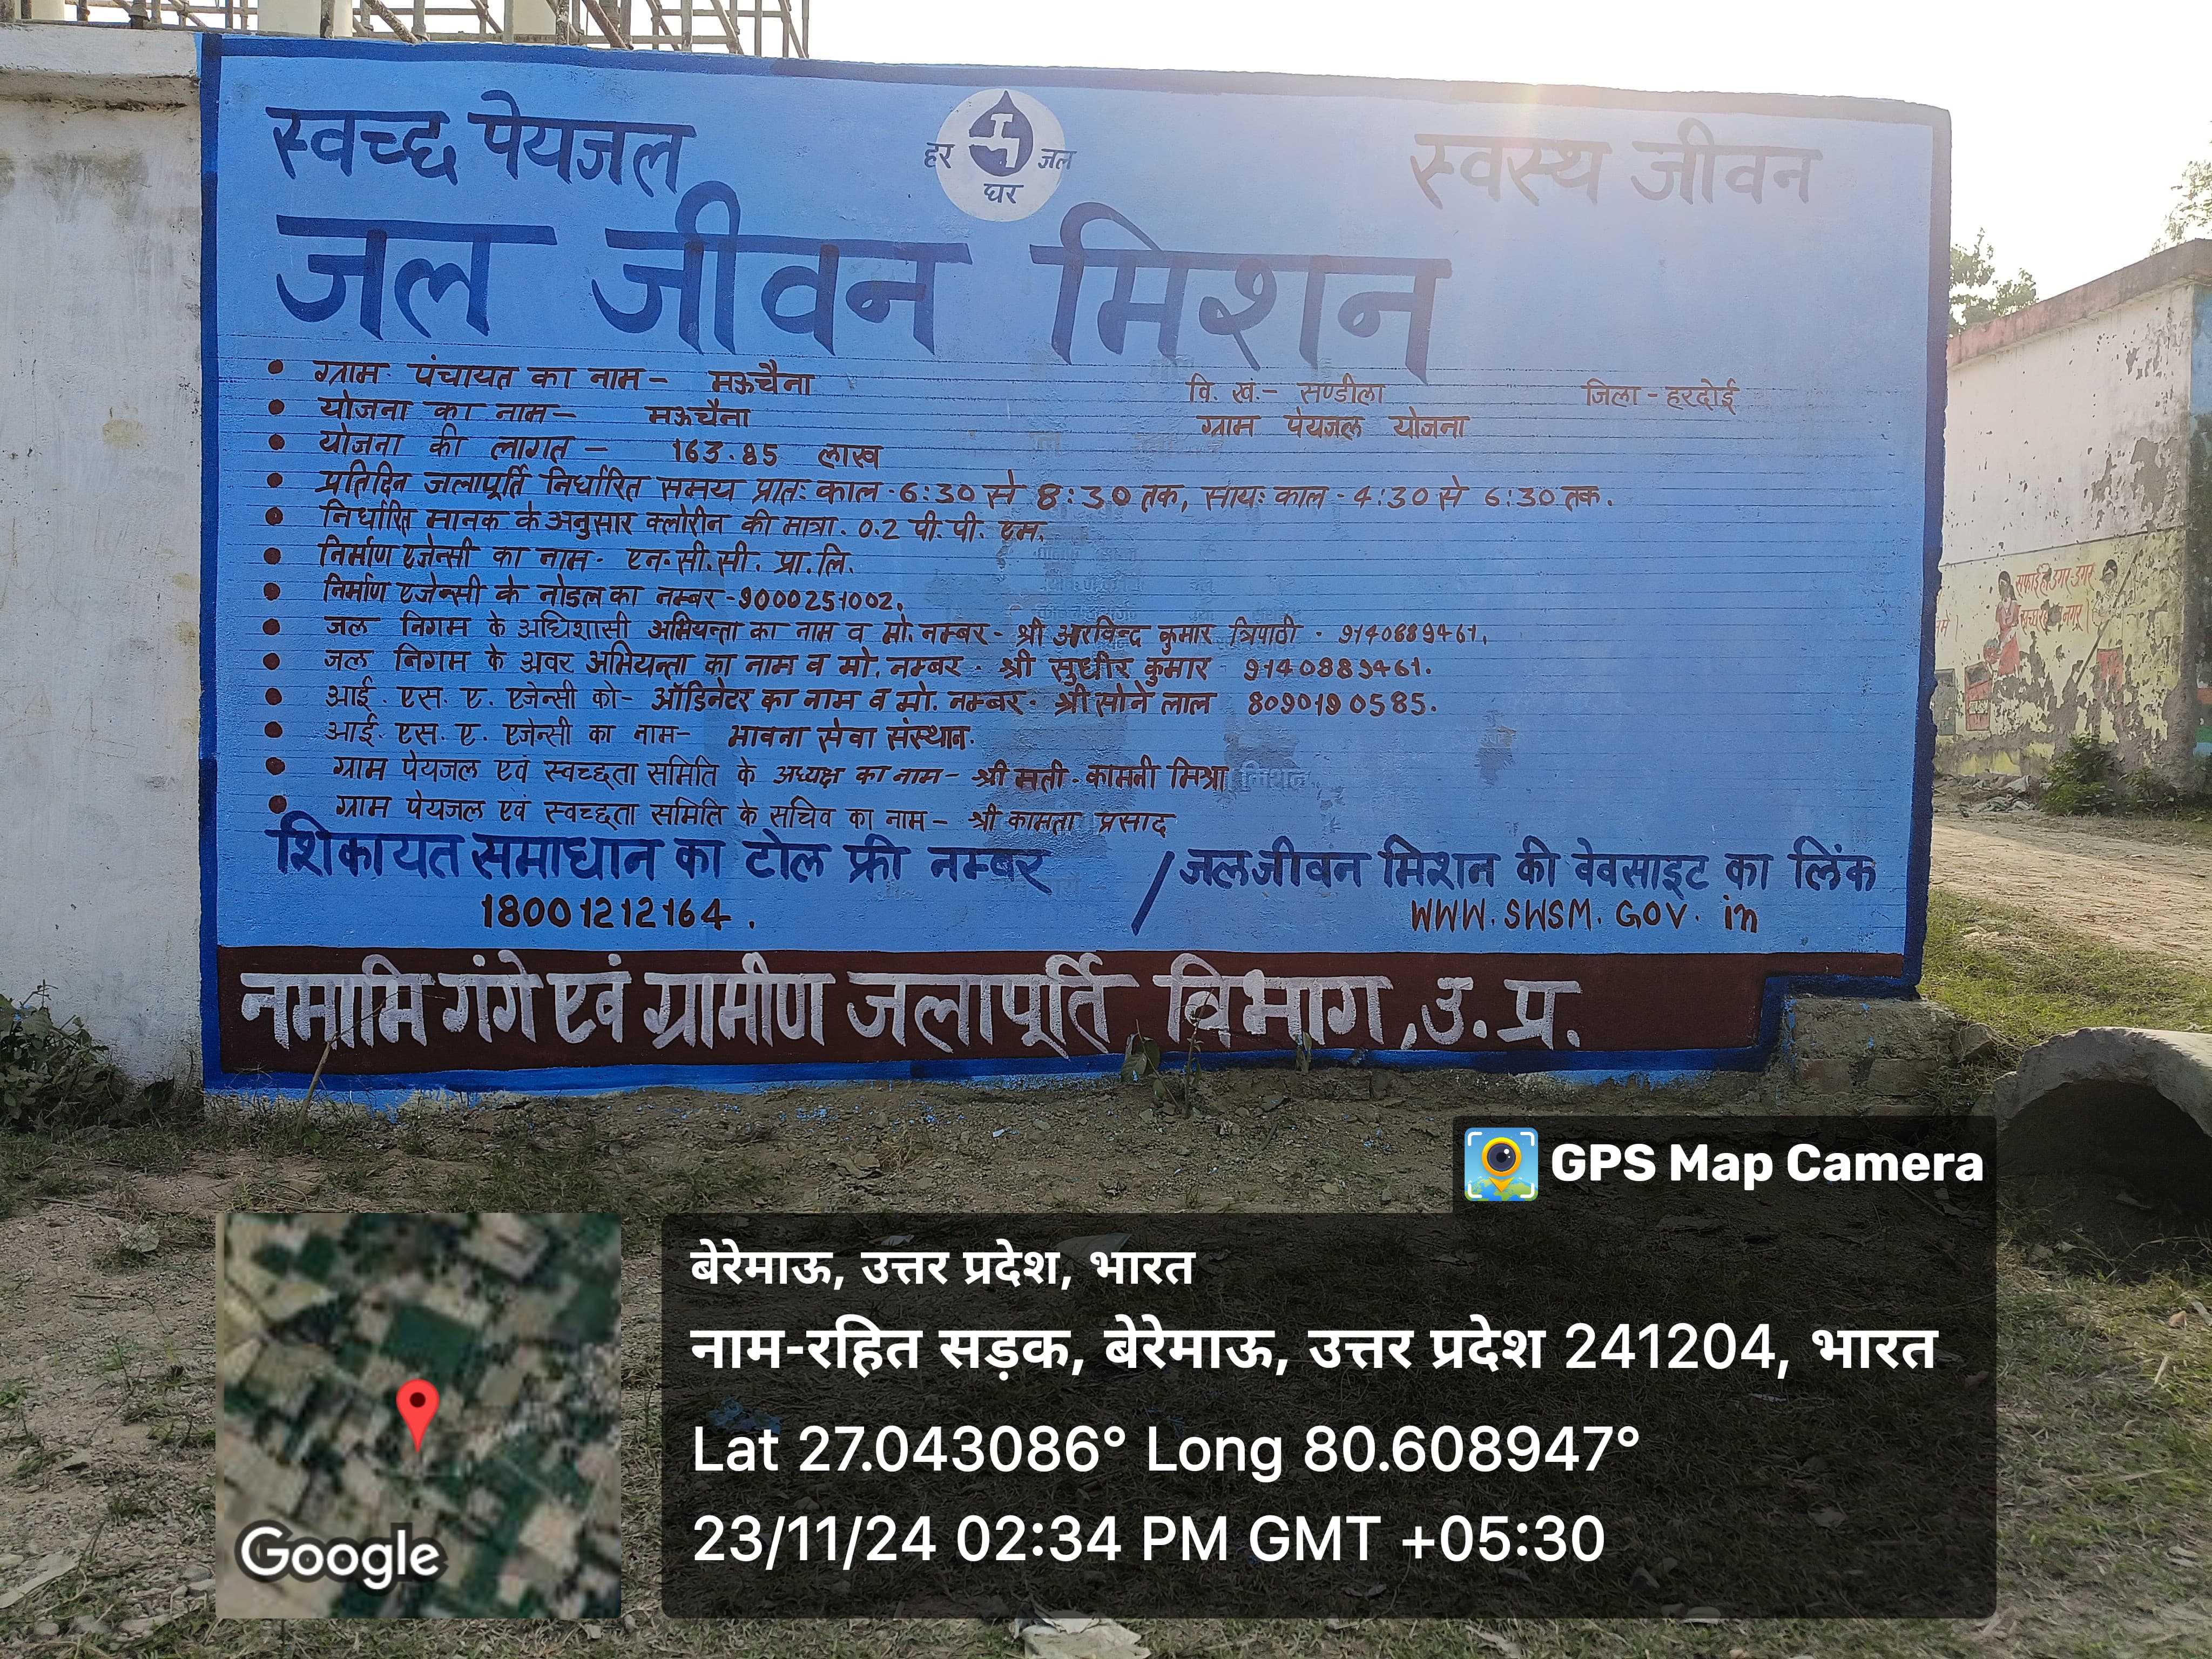 स्वच्छ पेयजल
हर घर जल
स्वस्थ जीवन
जल जीवन मिशन
• ग्राम पंचायत का नाम - मऊचैना वि. खं.- सण्डीला जिला - हरदोई
• योजना का नाम - मऊचैना ग्राम पेयजल योजना
• योजना की लागत - 163.85 लाख
• प्रतिदिन जलापूर्ति निर्धारित समय प्रातः काल - 6:30 से 8:30 तक, सायः काल - 4:30 से 6:30 तक.
• निर्धारित मानक के अनुसार क्लोरीन की मात्रा. 0.2 पी. पी. एम.
• निर्माण एजेन्सी का नाम - एन. सी. सी. प्रा. लि.
• निर्माण एजेन्सी के नोडल का नम्बर - 9000251002.
• जल निगम के अधिशासी अभियन्ता का नाम व मो. नम्बर - श्री अरविन्द कुमार त्रिपाठी - 9140889461.
• जल निगम के अवर अभियन्ता का नाम व मो. नम्बर - श्री सुधीर कुमार 9140889461.
• आई. एस. ए. एजेन्सी को- ऑडिनेटर का नाम व मो. नम्बर - श्री सोने लाल 8090190585.
• आई. एस. ए. एजेन्सी का नाम - भावना सेवा संस्थान.
• ग्राम पेयजल एवं स्वच्छता समिति के अध्यक्ष का नाम - श्री मती. कामनी मिश्रा
• ग्राम पेयजल एवं स्वच्छता समिति के सचिव का नाम - श्री कामता प्रसाद
शिकायत समाधान का टोल फ्री नम्बर / जलजीवन मिशन की वेवसाइट का लिंक
18001212164. WWW.SWSM.GOV.in
नमामि गंगे एवं ग्रामीण जलापूर्ति विभाग, उ. प्र.
GPS Map Camera
बेरेमाऊ, उत्तर प्रदेश, भारत
नाम-रहित सड़क, बेरेमाऊ, उत्तर प्रदेश 241204, भारत
Lat 27.043086° Long 80.608947°
23/11/24 02:34 PM GMT +05:30
Google